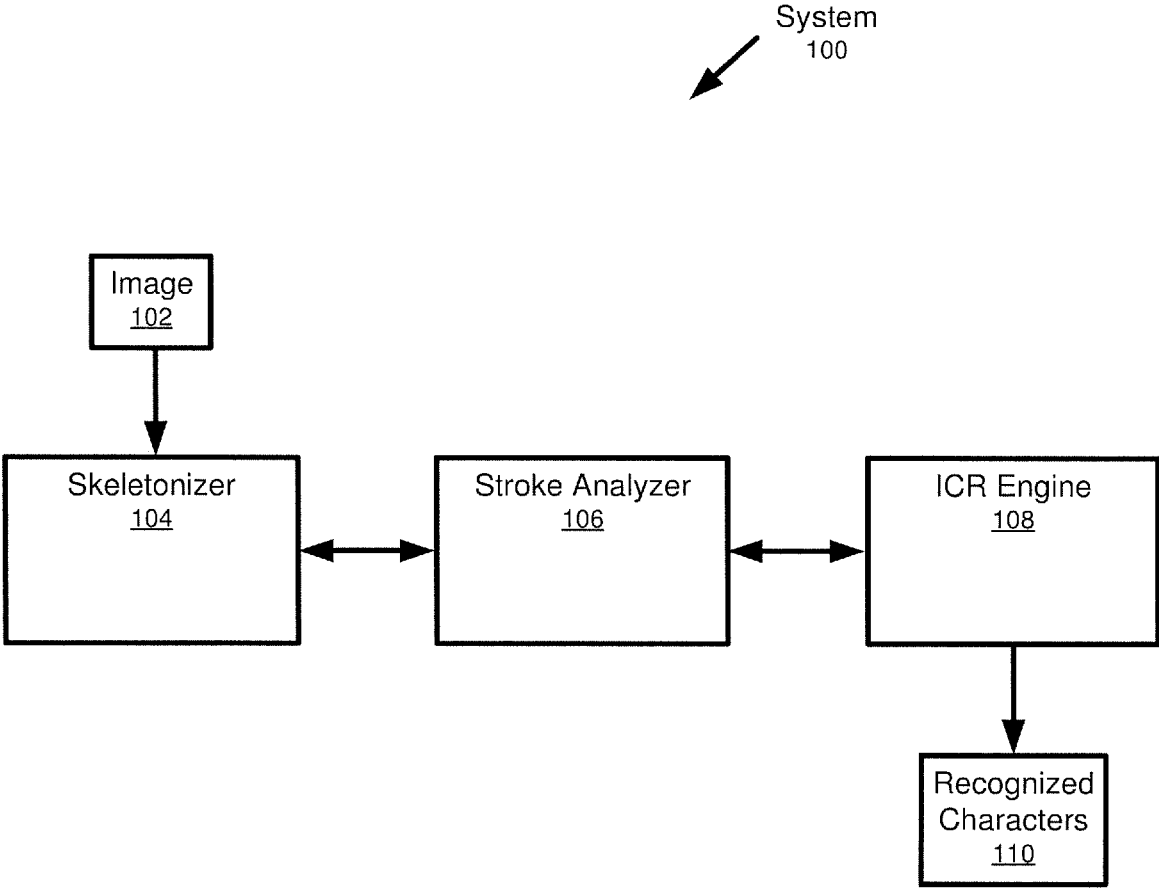 System
100
Image
102
Skeletonizer
104
Stroke Analyzer
106
ICR Engine
108
Recognized
Characters
110